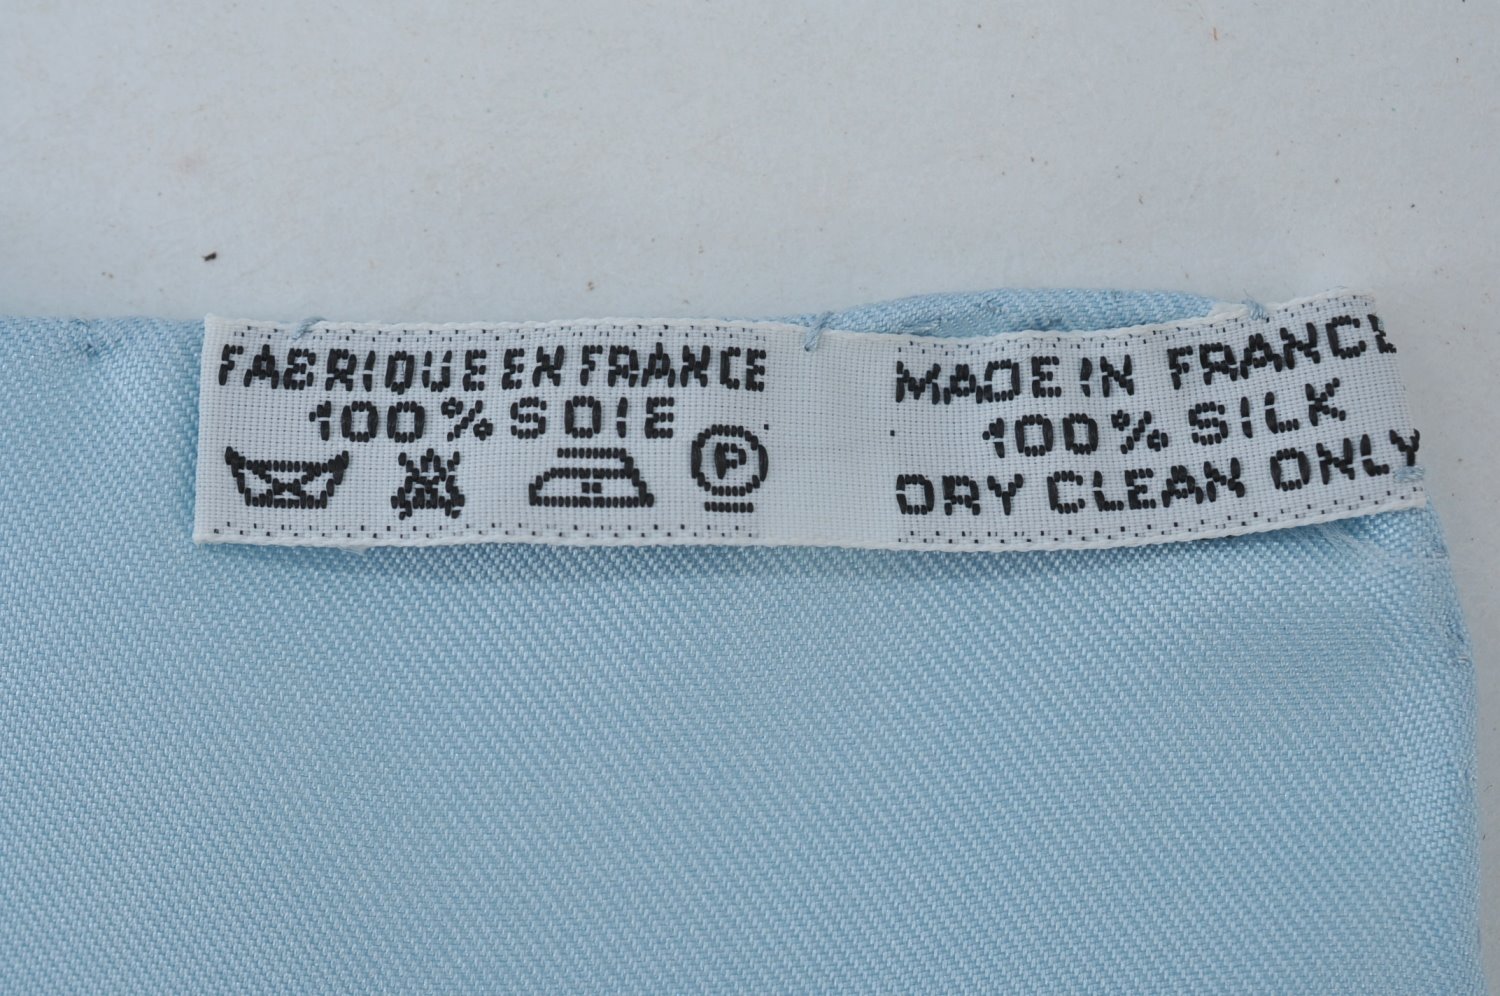 FABRIQUE EN FRANCE
100% SOIE
P
MADE IN FRANCE
100% SILK
DRY CLEAN ONLY